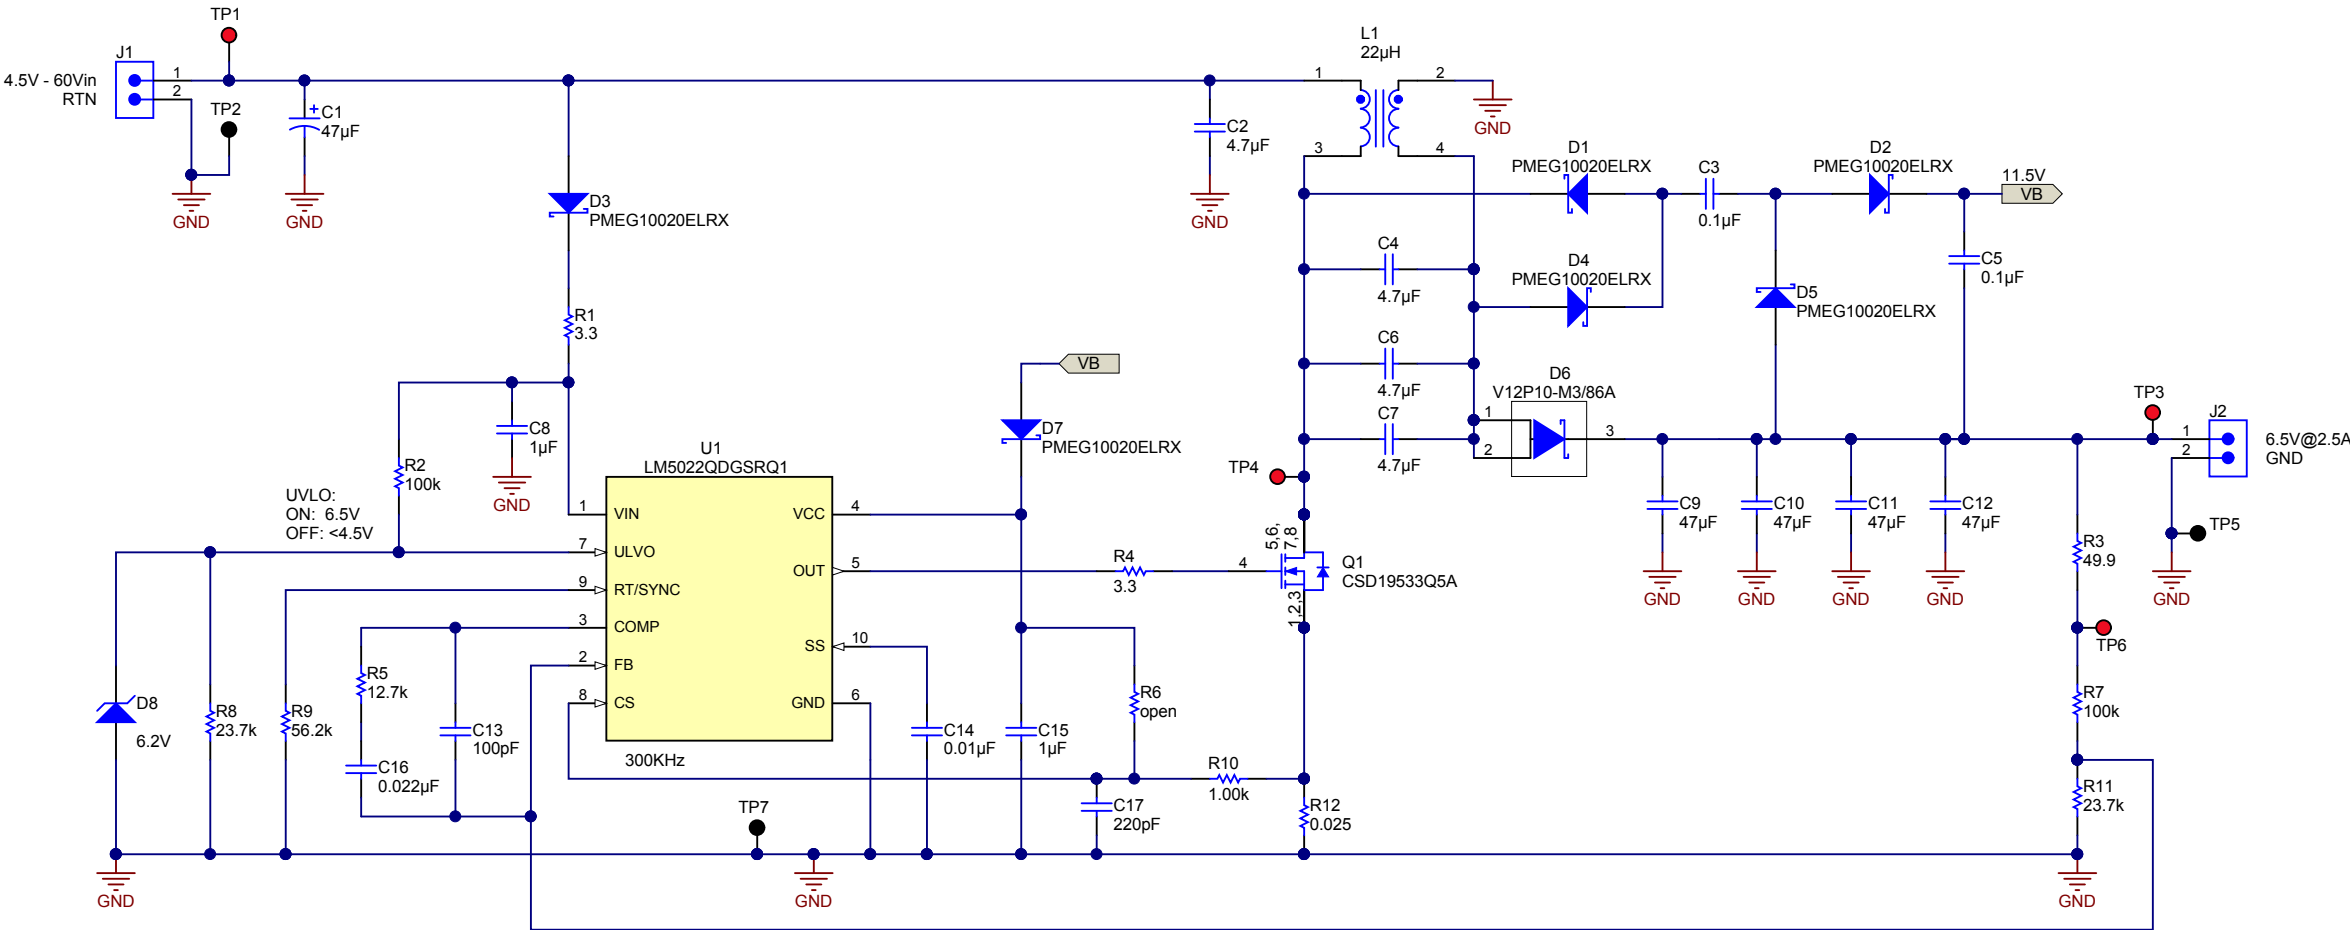 TP1
J1
4.5V - 60Vin
RTN
1
2
TP2
C1
47µF
+
GND
GND
D3
PMEG10020ELRX
R1
3.3
C2
4.7µF
GND
L1
22µH
1
2
3
4
GND
D1
PMEG10020ELRX
C3
0.1µF
D2
PMEG10020ELRX
11.5V
VB
C4
4.7µF
D4
PMEG10020ELRX
D5
PMEG10020ELRX
C5
0.1µF
C6
4.7µF
D6
V12P10-M3/86A
1
2
3
C7
4.7µF
TP3
J2
1
2
6.5V@2.5A
GND
C8
1µF
GND
R2
100k
UVLO:
ON: 6.5V
OFF: <4.5V
VB
D7
PMEG10020ELRX
U1
LM5022QDGSRQ1
1
VIN
7
ULVO
9
RT/SYNC
3
COMP
2
FB
8
CS
VCC
4
OUT
5
SS
10
GND
6
300KHz
TP4
5,6,
7,8
4
1,2,3
Q1
CSD19533Q5A
R4
3.3
C9
47µF
GND
C10
47µF
GND
C11
47µF
GND
C12
47µF
GND
R3
49.9
TP5
GND
TP6
R7
100k
R11
23.7k
D8
6.2V
R8
23.7k
R9
56.2k
R5
12.7k
C16
0.022µF
C13
100pF
C14
0.01µF
C15
1µF
R6
open
R10
1.00k
C17
220pF
R12
0.025
TP7
GND
GND
GND